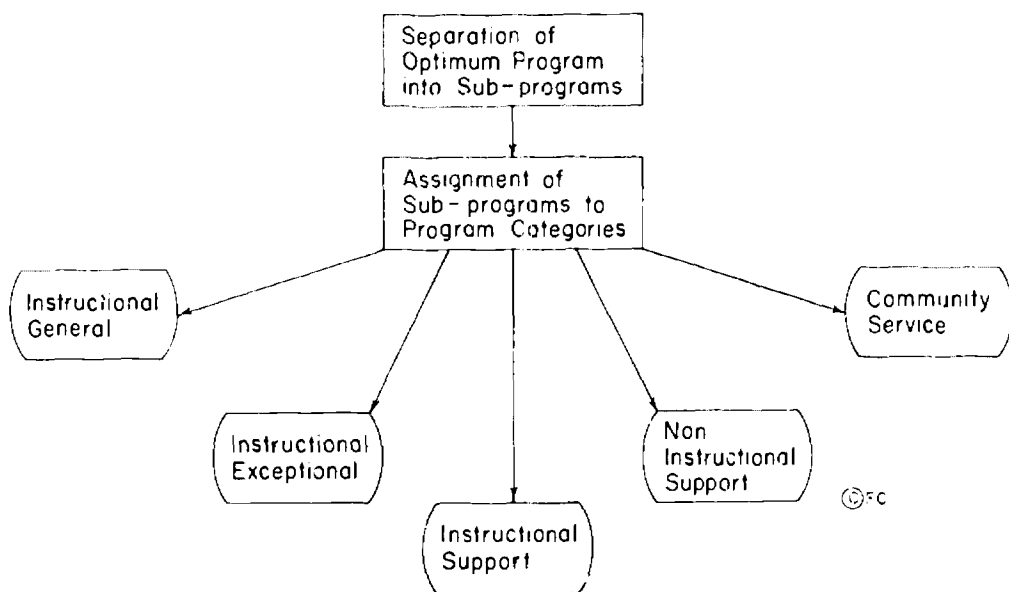 Separation of
Optimum Program
into Sub-programs
Assignment of
Sub-programs to
Program Categories
Instructional
General
Community
Service
Instructional
Exceptional
Non
Instructional
Support
Instructional
Support